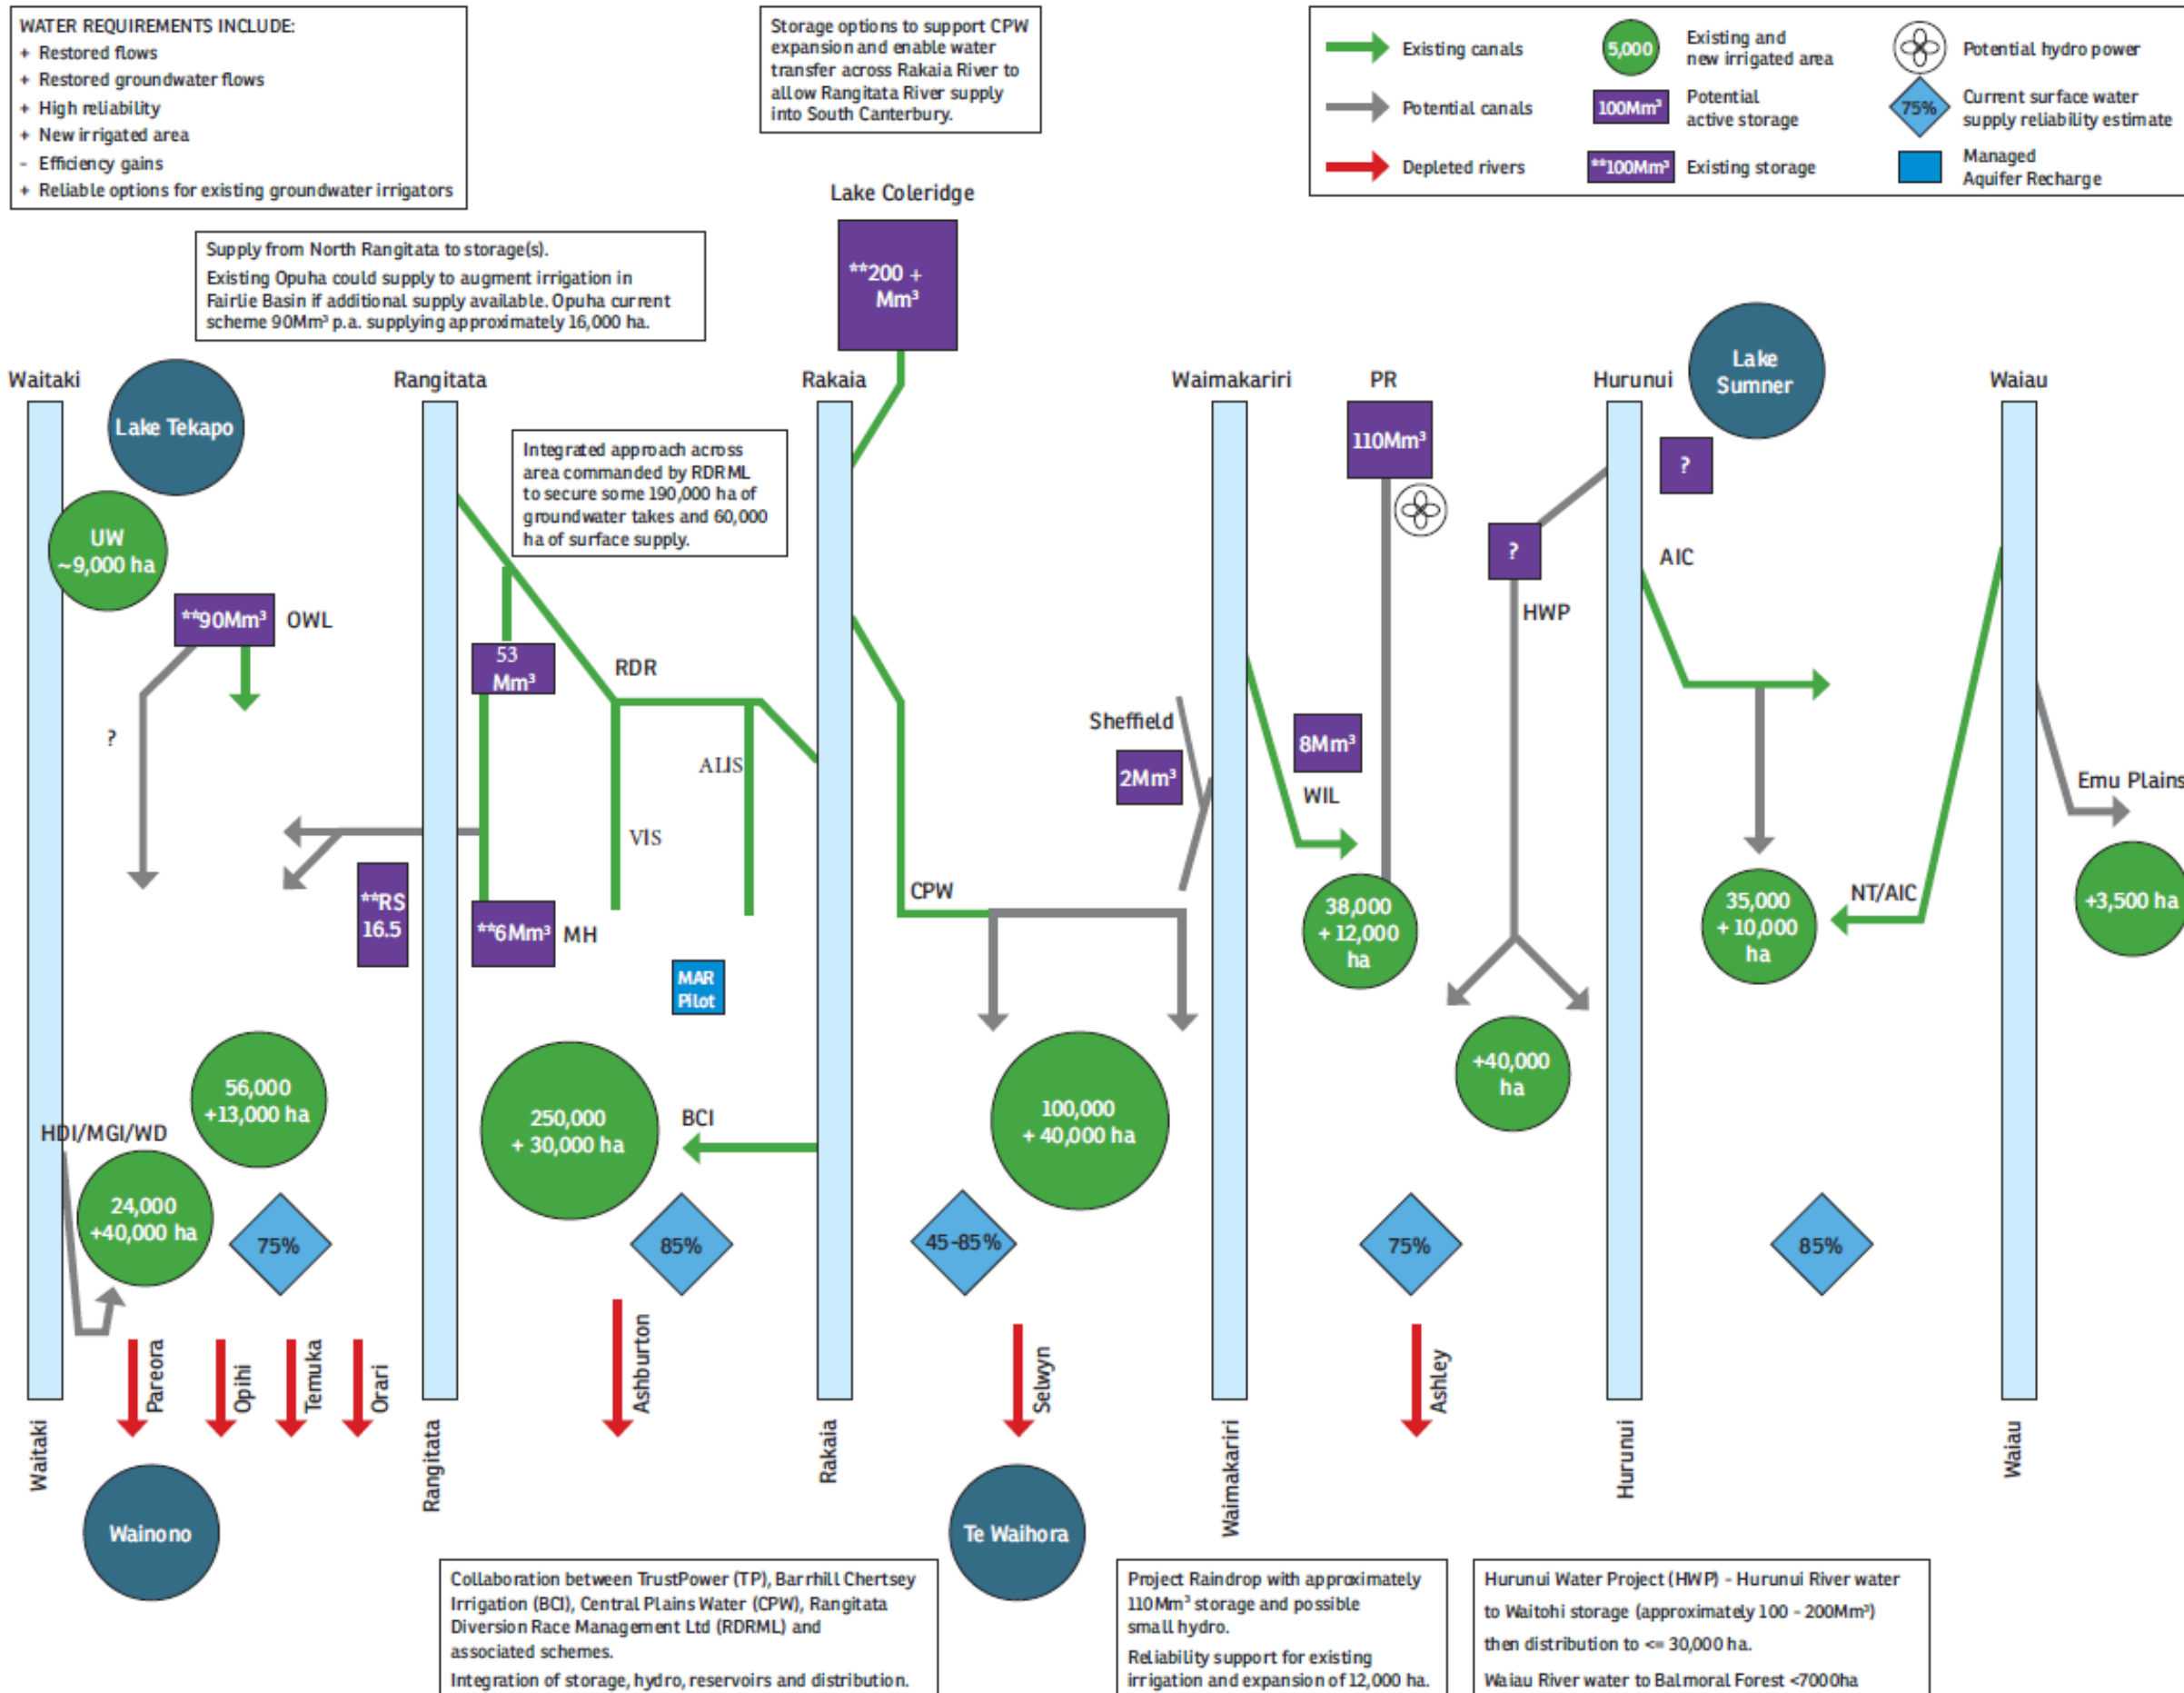 WATER REQUIREMENTS INCLUDE:
+ Restored flows
+ Restored groundwater flows
+ High reliability
+ New irrigated area
- Efficiency gains
+ Reliable options for existing groundwater irrigators
Storage options to support CPW
expansion and enable water
transfer across Rakaia River to
allow Rangitata River supply
into South Canterbury.
Existing canals
Potential canals
Depleted rivers
5,000
Existing and
new irrigated area
100Mm³
Potential
active storage
**100Mm³
Existing storage
Potential hydro power
75%
Current surface water
supply reliability estimate
Managed
Aquifer Recharge
Supply from North Rangitata to storage(s).
Existing Opuha could supply to augment irrigation in
Fairlie Basin if additional supply available. Opuha current
scheme 90Mm³ p.a. supplying approximately 16,000 ha.
Lake Coleridge
**200 +
Mm³
Waitaki
Lake Tekapo
Rangitata
Rakaia
Waimakariri
PR
Hurunui
Lake
Sumner
Waiau
Integrated approach across
area commanded by RDRML
to secure some 190,000 ha of
groundwater takes and 60,000
ha of surface supply.
110Mm³
?
?
UW
~9,000 ha
AIC
HWP
**90Mm³
OWL
53
Mm³
RDR
?
ALIS
VIS
Sheffield
2Mm³
8Mm³
WIL
Emu Plains
**RS
16.5
**6Mm³
MH
CPW
38,000
+ 12,000
ha
35,000
+ 10,000
ha
NT/AIC
+3,500 ha
MAR
Pilot
56,000
+13,000 ha
250,000
+ 30,000 ha
BCI
100,000
+ 40,000 ha
+40,000
ha
HDI/MGI/WD
24,000
+40,000 ha
75%
85%
45-85%
75%
85%
Pareora
Opihi
Temuka
Orari
Ashburton
Selwyn
Ashley
Waitaki
Rangitata
Rakaia
Waimakariri
Hurunui
Waiau
Wainono
Te Waihora
Collaboration between TrustPower (TP), Barrhill Chertsey
Irrigation (BCI), Central Plains Water (CPW), Rangitata
Diversion Race Management Ltd (RDRML) and
associated schemes.
Integration of storage, hydro, reservoirs and distribution.
Project Raindrop with approximately
110Mm³ storage and possible
small hydro.
Reliability support for existing
irrigation and expansion of 12,000 ha.
Hurunui Water Project (HWP) - Hurunui River water
to Waitohi storage (approximately 100 - 200Mm³)
then distribution to <= 30,000 ha.
Waiau River water to Balmoral Forest <7000ha